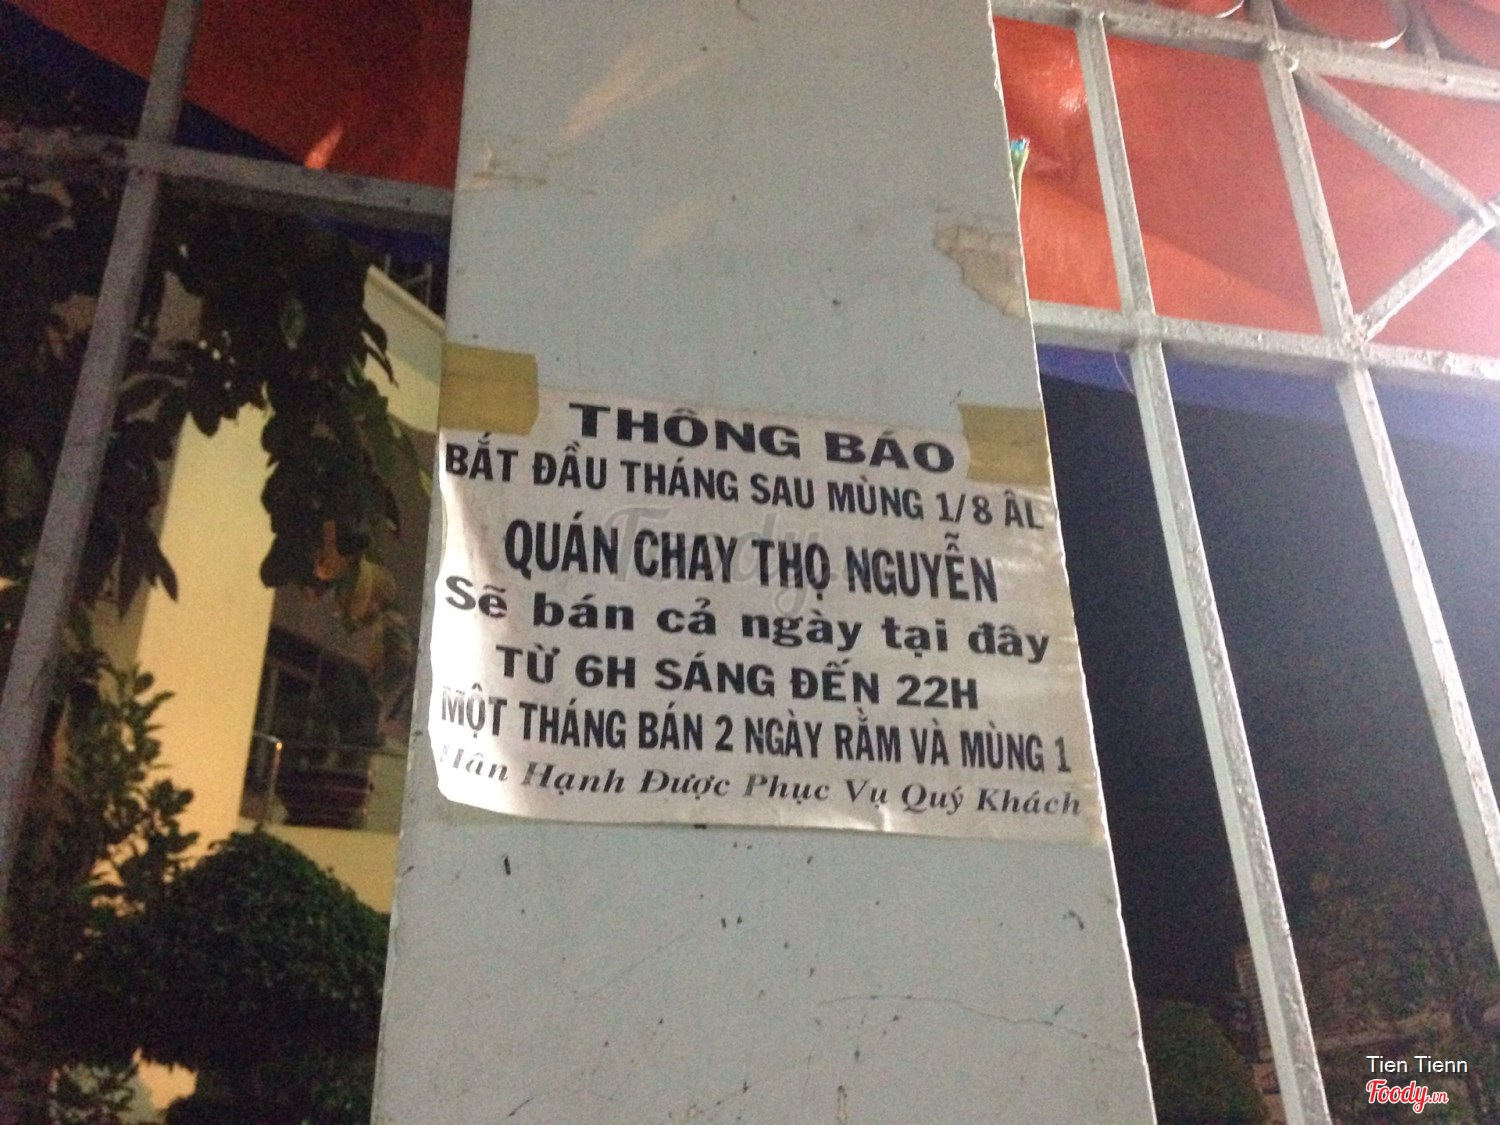 THÔNG BÁO
BẮT ĐẦU THÁNG SAU MÙNG 1/8 ÂL
QUÁN CHAY THỌ NGUYỄN
Sẽ bán cả ngày tại đây
TỪ 6H SÁNG ĐẾN 22H
MỘT THÁNG BÁN 2 NGÀY RẰM VÀ MÙNG 1
Hân Hạnh Được Phục Vụ Quý Khách
Foody
Tien Tienn
Foody.vn